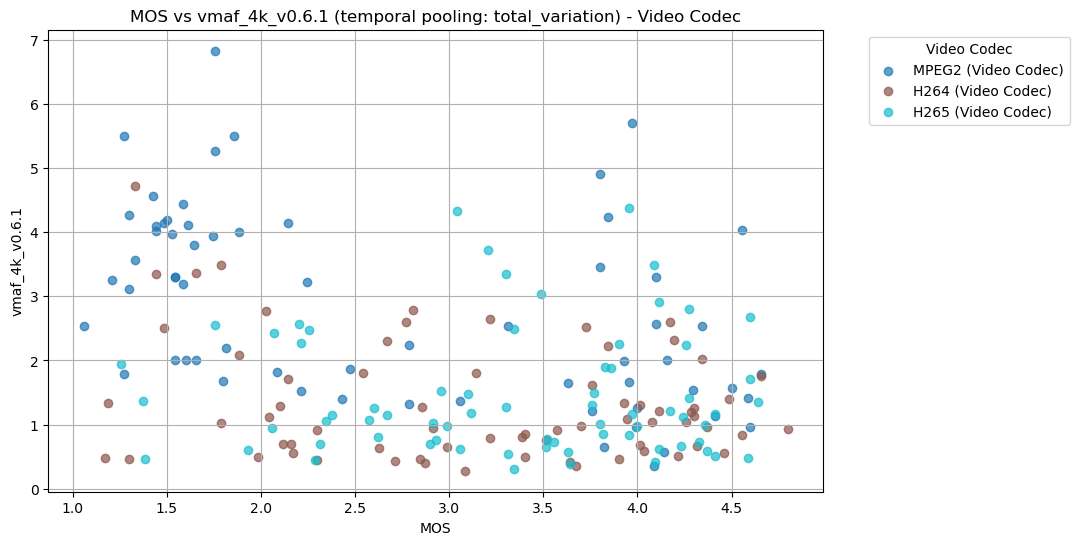 MOS vs vmaf_4k_v0.6.1 (temporal pooling: total_variation) - Video Codec
Video Codec
MPEG2 (Video Codec)
H264 (Video Codec)
H265 (Video Codec)
vmaf_4k_v0.6.1
7
6
5
4
3
2
1
0
1.0 1.5 2.0 2.5 3.0 3.5 4.0 4.5
MOS